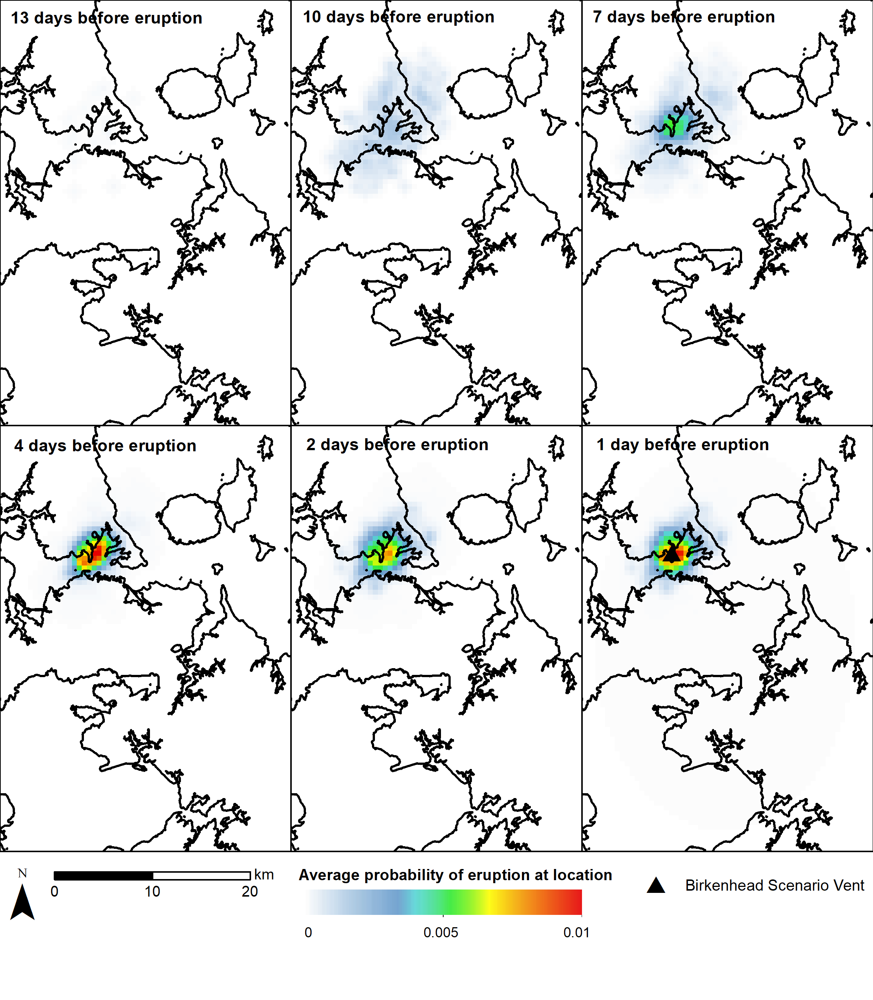 13 days before eruption
10 days before eruption
7 days before eruption
4 days before eruption
2 days before eruption
1 day before eruption
N
km
0 10 20
Average probability of eruption at location
0 0.005 0.01
Birkenhead Scenario Vent